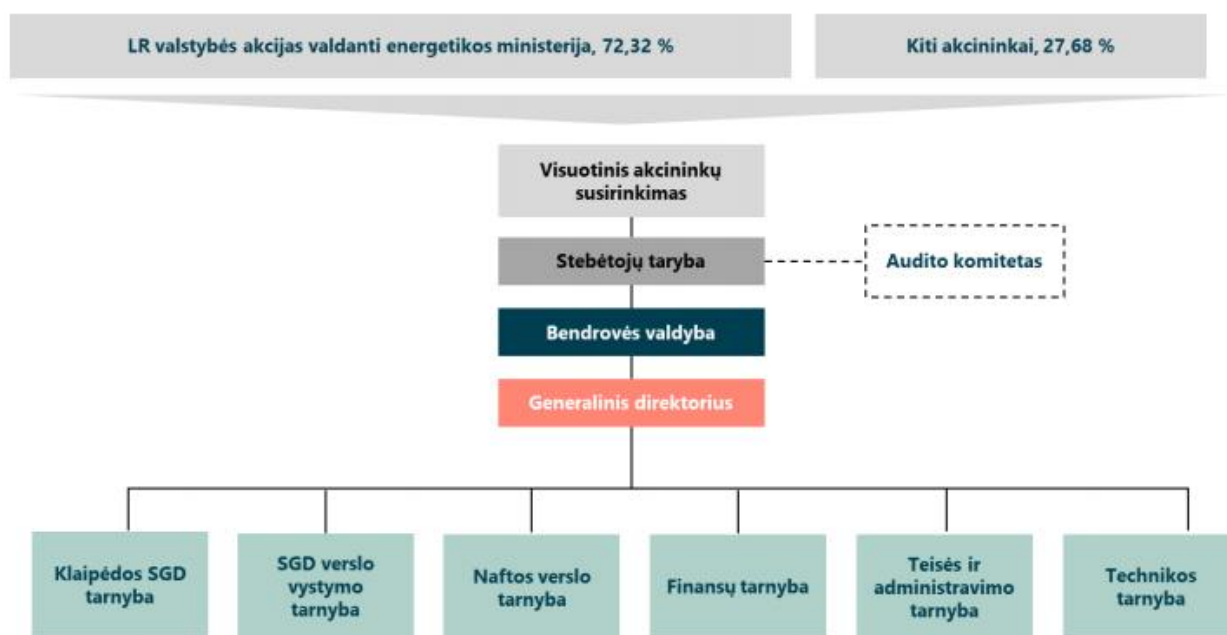 LR valstybės akcijas valdanti energetikos ministerija, 72,32 %
Kiti akcininkai, 27,68 %
Visuotinis akcininkų
susirinkimas
Stebėtojų taryba
Audito komitetas
Bendrovės valdyba
Generalinis direktorius
Klaipėdos SGD
tarnyba
SGD verslo
vystymo
tarnyba
Naftos verslo
tarnyba
Finansų tarnyba
Teisės ir
administravimo
tarnyba
Technikos
tarnyba